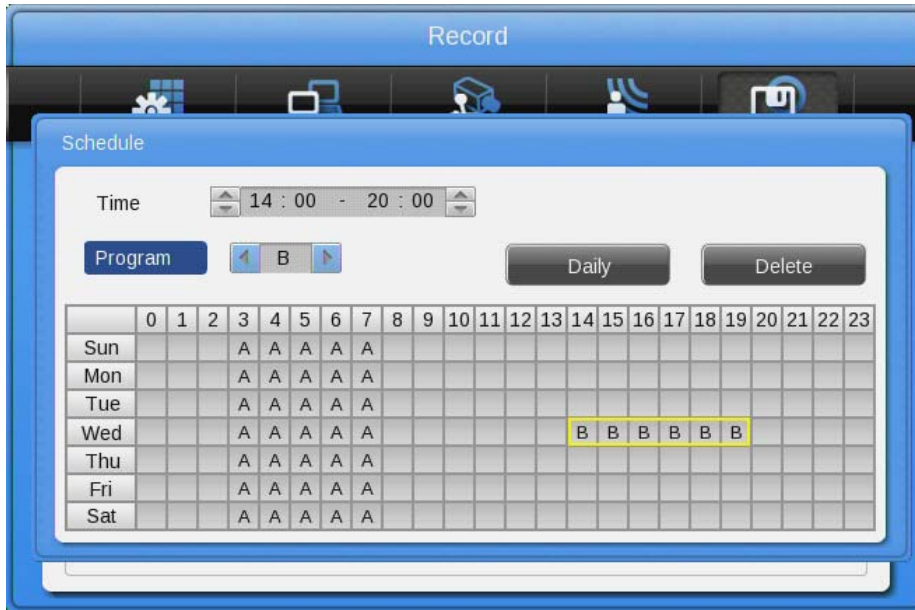 Record
Schedule
Time 14 : 00 - 20 : 00
Program B Daily Delete
0 1 2 3 4 5 6 7 8 9 10 11 12 13 14 15 16 17 18 19 20 21 22 23
Sun A A A A A
Mon A A A A A
Tue A A A A A
Wed A A A A A B B B B B B
Thu A A A A A
Fri A A A A A
Sat A A A A A